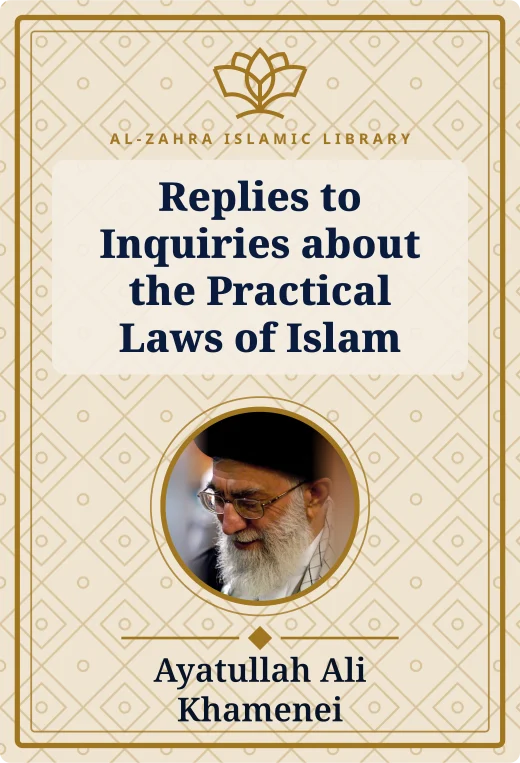 AL-ZAHRA ISLAMIC LIBRARY
Replies to
Inquiries about
the Practical
Laws of Islam
Ayatullah Ali
Khamenei